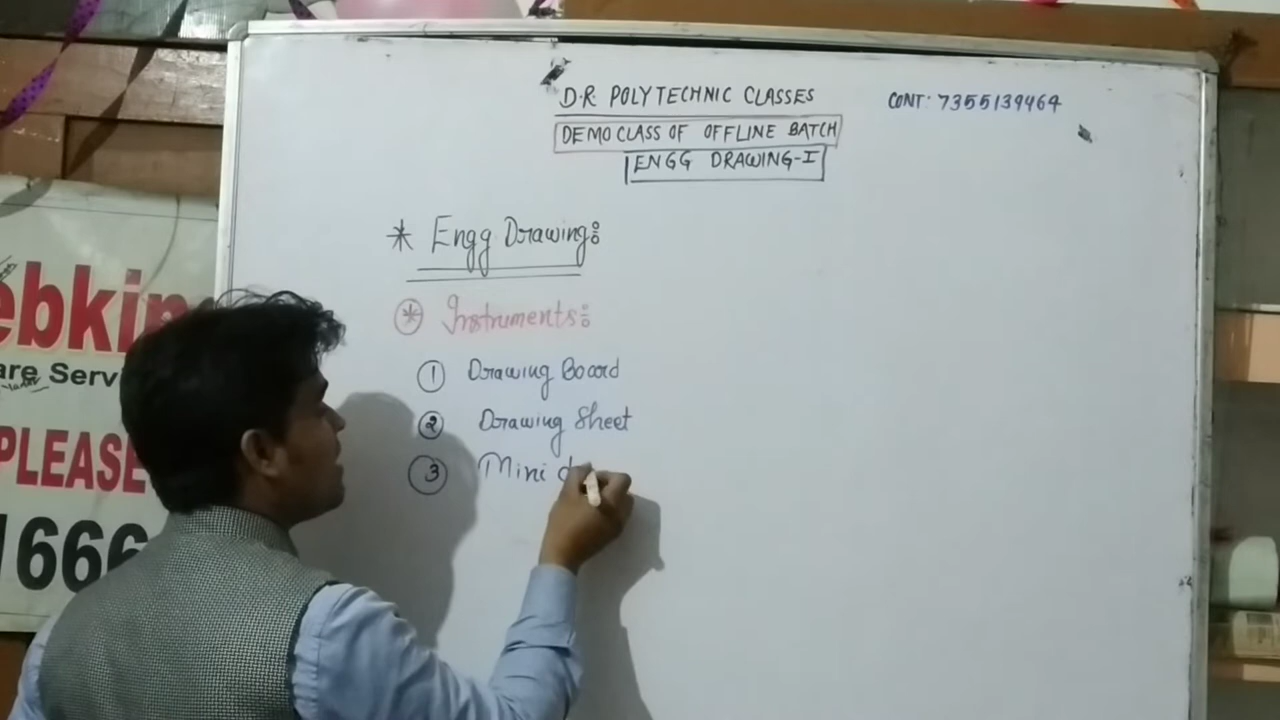 D.R POLYTECHNIC CLASSES
CONT: 7355139464
DEMO CLASS OF OFFLINE BATCH
ENGG DRAWING-I
* Engg Drawing:
* Instruments:
1 Drawing Board
2 Drawing Sheet
3 Mini d
ebkin
are Serv
PLEASE
1666